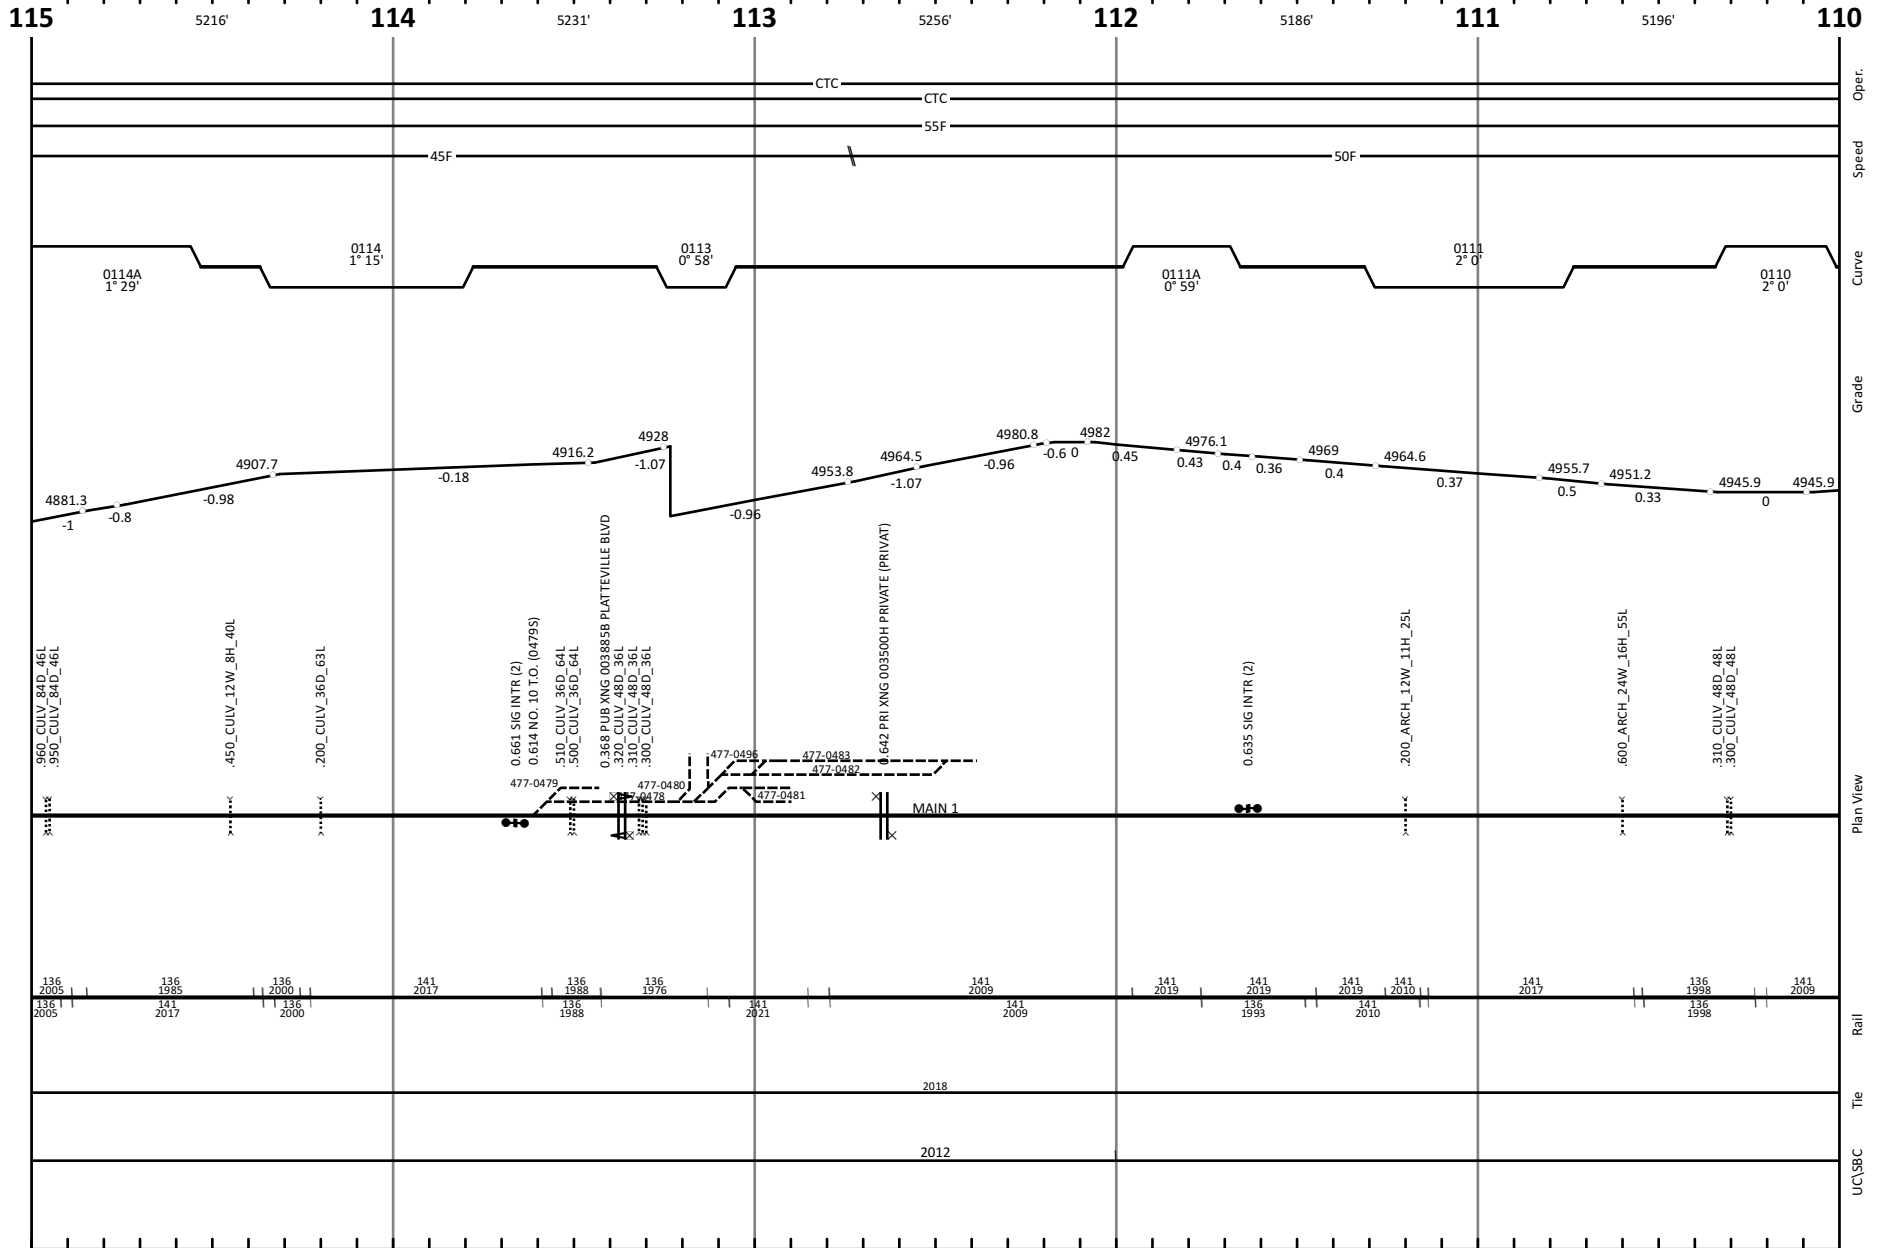 115 5216' 114 5231' 113 5256' 112 5186' 111 5196' 110
CTC
CTC
Oper.
55F
45F
50F
Speed
0114A
1° 29'
0114
1° 15'
0113
0° 58'
0111A
0° 59'
0111
2° 0'
0110
2° 0'
Curve
Grade
4881.3
4907.7
4916.2
4928
4953.8
4964.5
4980.8
4982
4976.1
4969
4964.6
4955.7
4951.2
4945.9
4945.9
-1
-0.8
-0.98
-0.18
-1.07
-0.96
-1.07
-0.96
-0.6
0
0.45
0.43
0.4
0.36
0.4
0.37
0.5
0.33
0
.960_CULV_84D_46L
.950_CULV_84D_46L
.450_CULV_12W_8H_40L
.200_CULV_36D_63L
0.661 SIG INTR (2)
0.614 NO. 10 T.O. (0479S)
.510_CULV_36D_64L
.500_CULV_36D_64L
0.368 PUB XNG 003885B PLATTEVILLE BLVD
.320_CULV_48D_36L
.310_CULV_48D_36L
.300_CULV_48D_36L
0.642 PRI XNG 003500H PRIVATE (PRIVAT)
0.635 SIG INTR (2)
.200_ARCH_12W_11H_25L
.600_ARCH_24W_16H_55L
.310_CULV_48D_48L
.300_CULV_48D_48L
477-0479
477-0478
477-0480
477-0496
477-0483
477-0482
477-0481
MAIN 1
Plan View
136 136 136 141 136 136 141 141 141 141 141 141 136 141
2005 1985 2000 2017 1988 1976 2009 2019 2019 2019 2010 2017 1998 2009
136 141 136 136 141 141 136 141 136
2005 2017 2000 1988 2021 2009 1993 2010 1998
Rail
2018
Tie
2012
UC\SBC